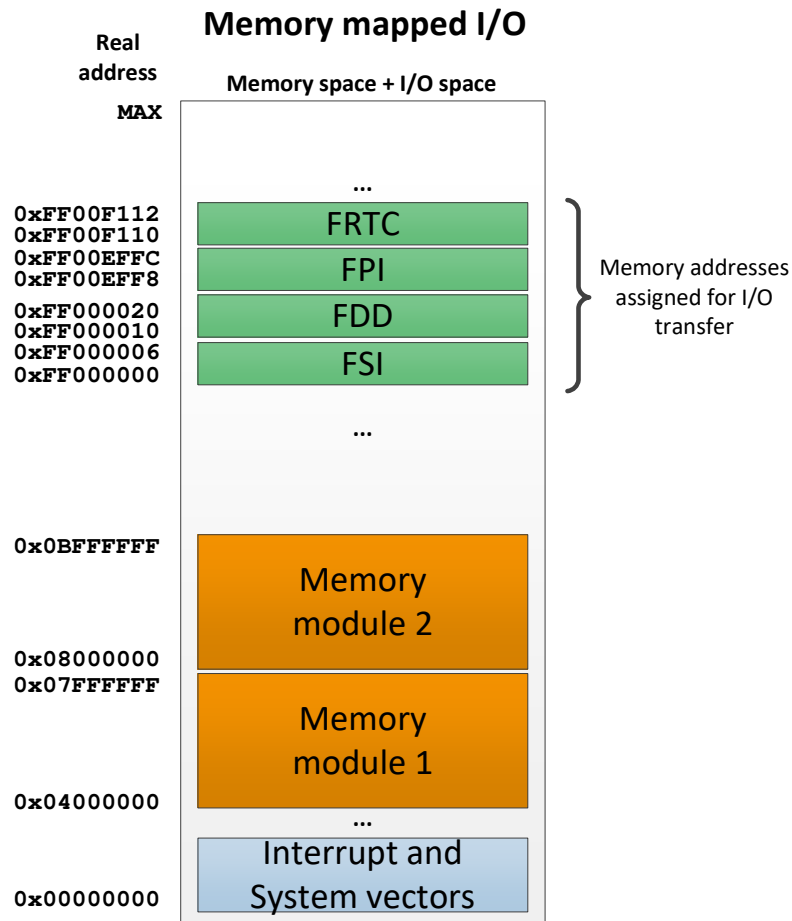 Memory mapped I/O
Real
address
Memory space + I/O space
MAX
...
0xFF00F112
0xFF00F110
FRTC
0xFF00EFFC
0xFF00EFF8
FPI
0xFF000020
0xFF000010
FDD
0xFF000006
0xFF000000
FSI
Memory addresses
assigned for I/O
transfer
...
0x0BFFFFFF
Memory
module 2
0x08000000
0x07FFFFFF
Memory
module 1
0x04000000
...
Interrupt and
System vectors
0x00000000